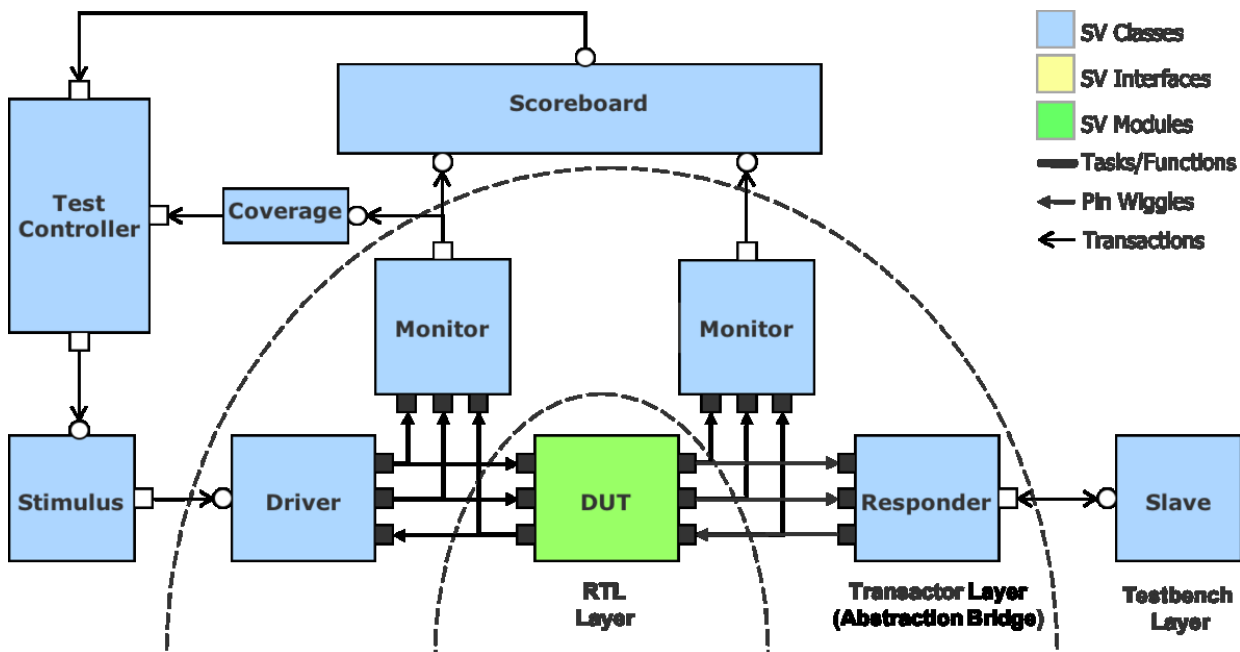 SV Classes
SV Interfaces
SV Modules
Tasks/Functions
Pin Wiggles
Transactions
Scoreboard
Test
Controller
Coverage
Monitor
Monitor
Stimulus
Driver
DUT
Responder
Slave
RTL
Layer
Transactor Layer
(Abstraction Bridge)
Testbench
Layer